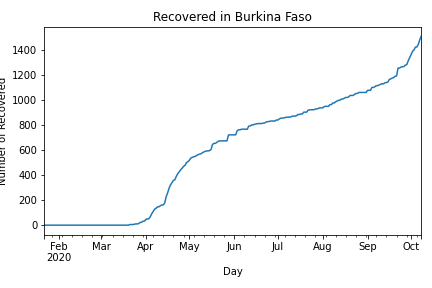 Recovered in Burkina Faso
Number of Recovered
1400
1200
1000
800
600
400
200
0
Feb Mar Apr May Jun Jul Aug Sep Oct
2020
Day